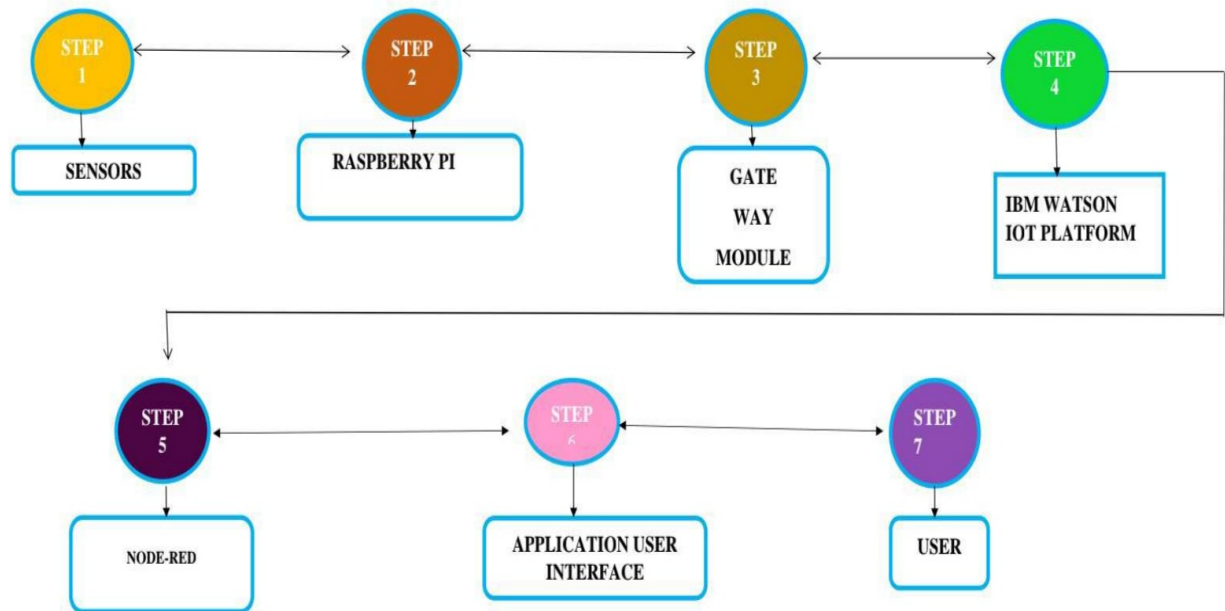 STEP
1
STEP
2
STEP
3
STEP
4
SENSORS
RASPBERRY PI
GATE
WAY
MODULE
IBM WATSON
IOT PLATFORM
STEP
5
STEP
6
STEP
7
NODE-RED
APPLICATION USER
INTERFACE
USER